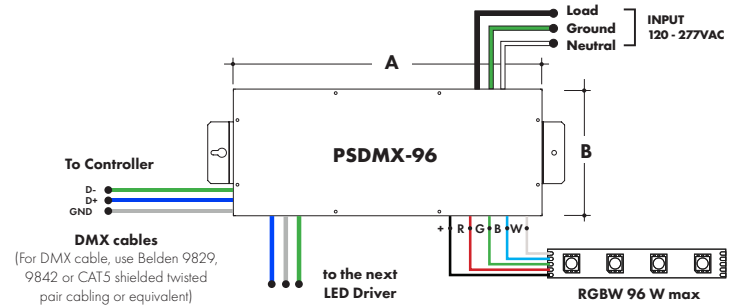 Load
Ground
Neutral
INPUT
120 - 277VAC
A
PSDMX-96
B
To Controller
D-
D+
GND
DMX cables
(For DMX cable, use Belden 9829,
9842 or CAT5 shielded twisted
pair cabling or equivalent)
to the next
LED Driver
+ R G B W
RGBW 96 W max